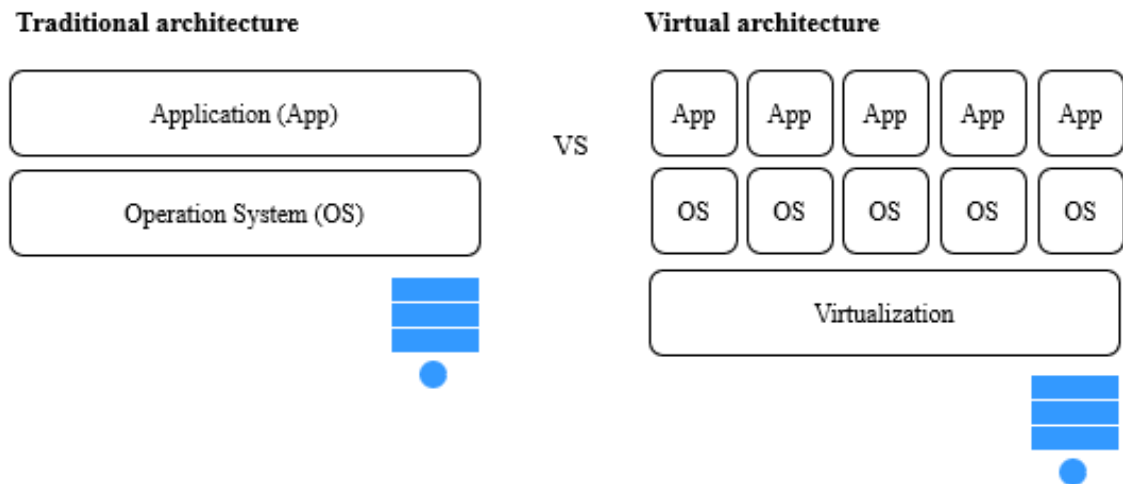 Traditional architecture
Virtual architecture
Application (App)
VS
App App App App App
Operation System (OS)
OS OS OS OS OS
Virtualization